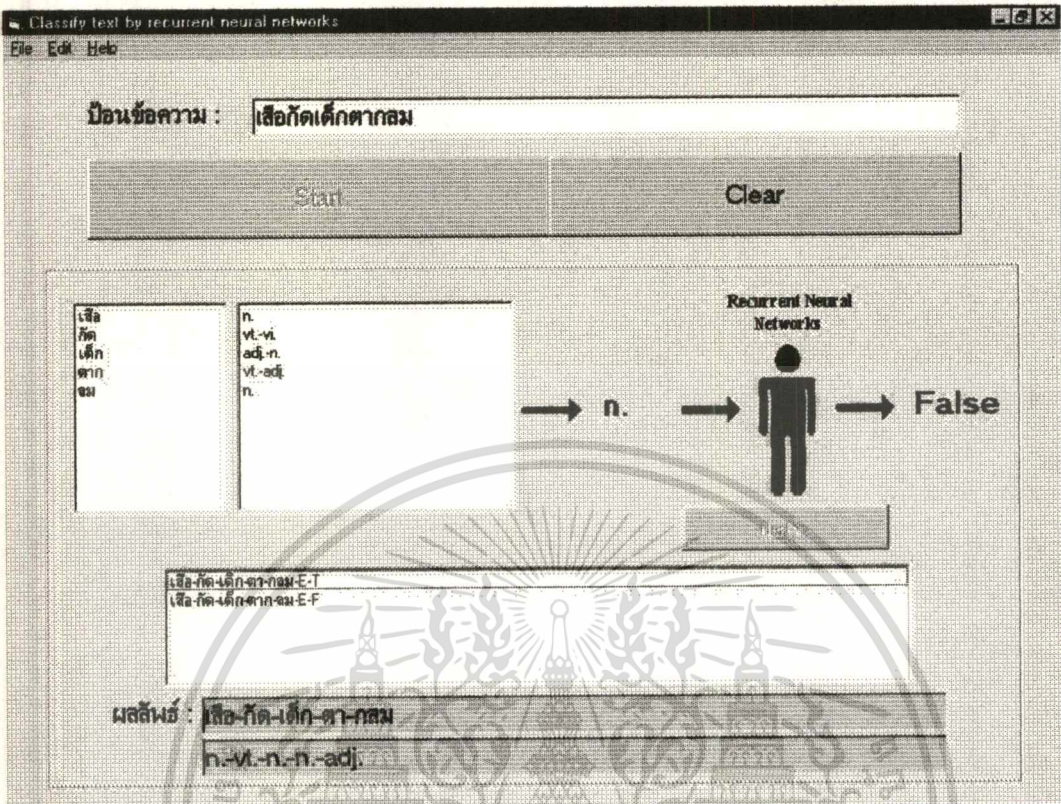 Classify text by recurrent neural networks
File Edit Help
ป้อนข้อความ : เสือกัดเด็กตากลม
Start Clear
เสือ n.
กัด vt.-vi.
เด็ก adj.-n.
ตาก vt.-adj.
ลม n.
Recurrent Neural
Networks
n. False
เสือ-กัด-เด็ก-ตา-กลม-E-T
เสือ-กัด-เด็ก-ตาก-ลม-E-F
ผลลัพธ์ : เสือ-กัด-เด็ก-ตา-กลม
n.-vt.-n.-n.-adj.